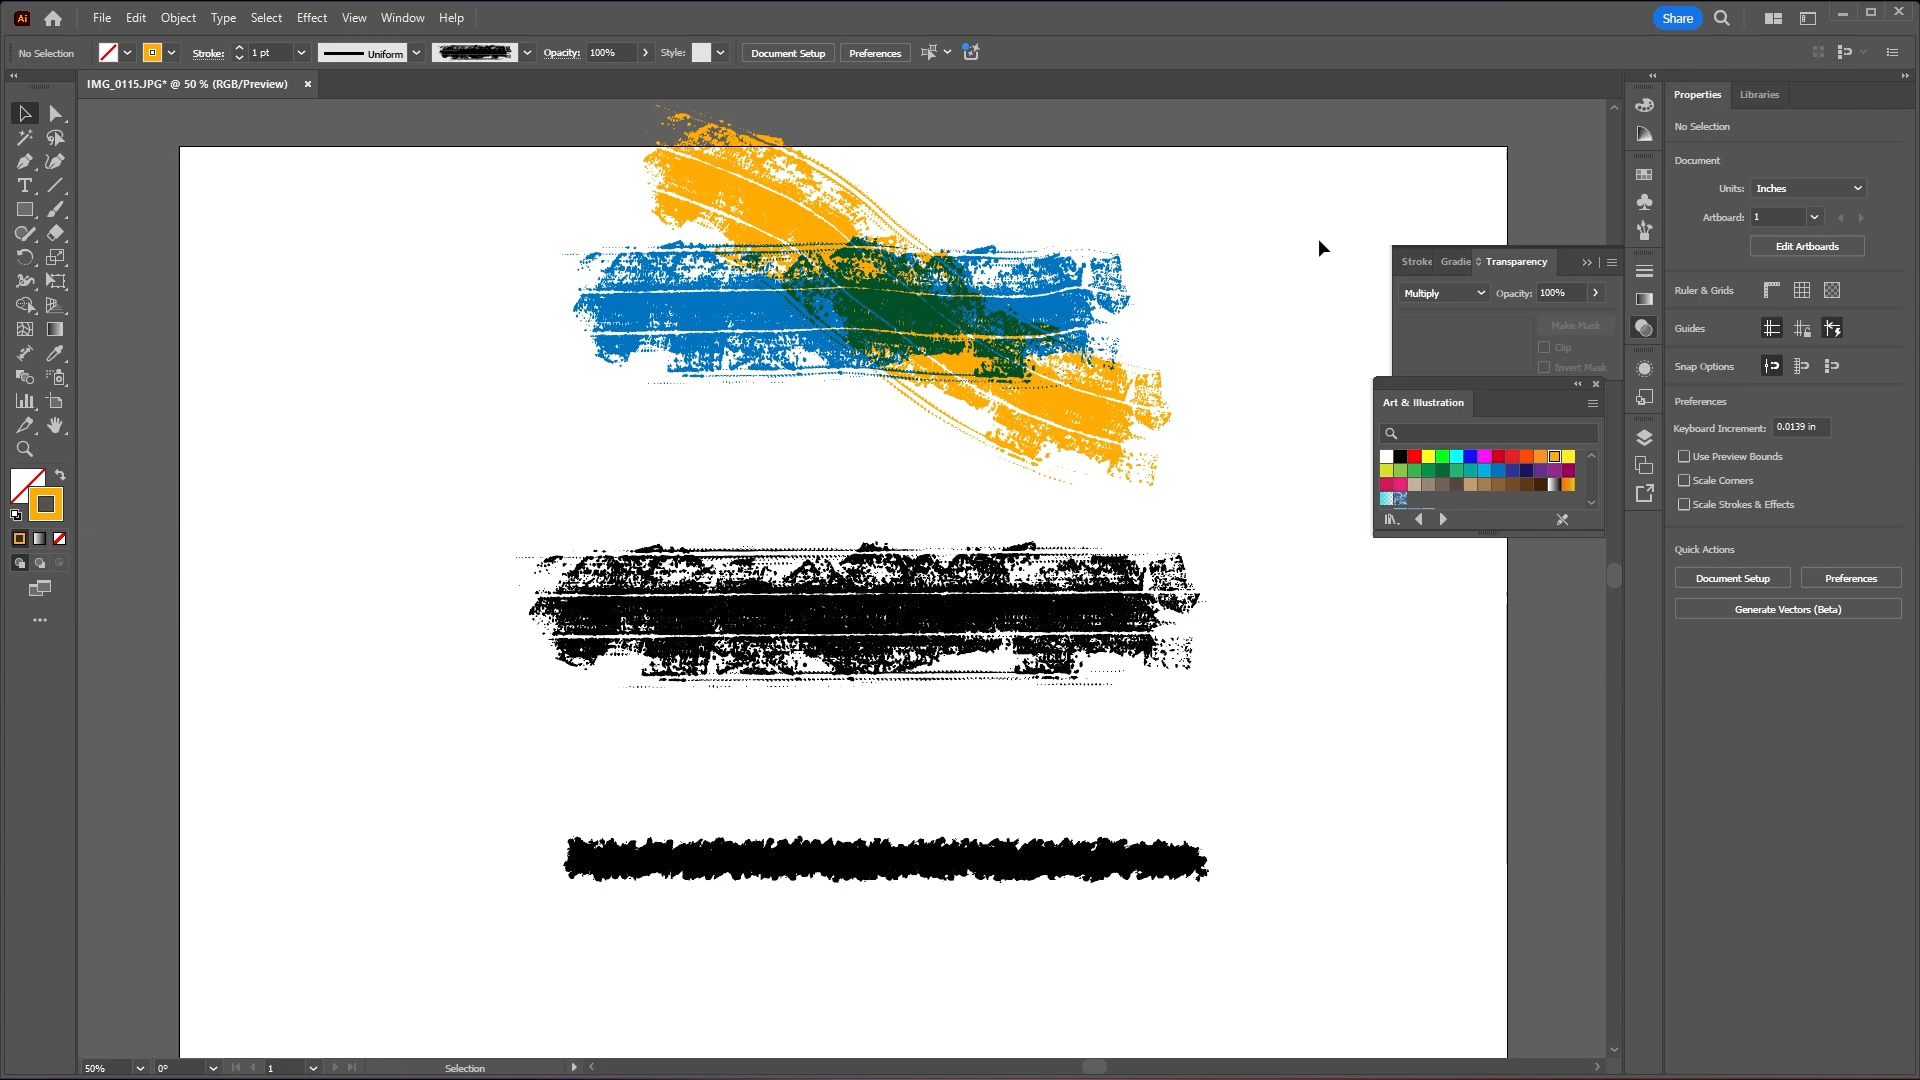 Ai File Edit Object Type Select Effect View Window Help Share
No Selection Stroke: 1 pt Uniform Opacity: 100% Style: Document Setup Preferences
IMG_0115.JPG* @ 50 % (RGB/Preview)
Properties Libraries
No Selection
Document
Units: Inches
Artboard: 1
Edit Artboards
Ruler & Grids
Guides
Snap Options
Preferences
Keyboard Increment: 0.0139 in
Use Preview Bounds
Scale Corners
Scale Strokes & Effects
Quick Actions
Document Setup Preferences
Generate Vectors (Beta)
Stroke Gradie Transparency
Multiply Opacity: 100%
Make Mask
Clip
Invert Mask
Art & Illustration
50% 0° 1 Selection